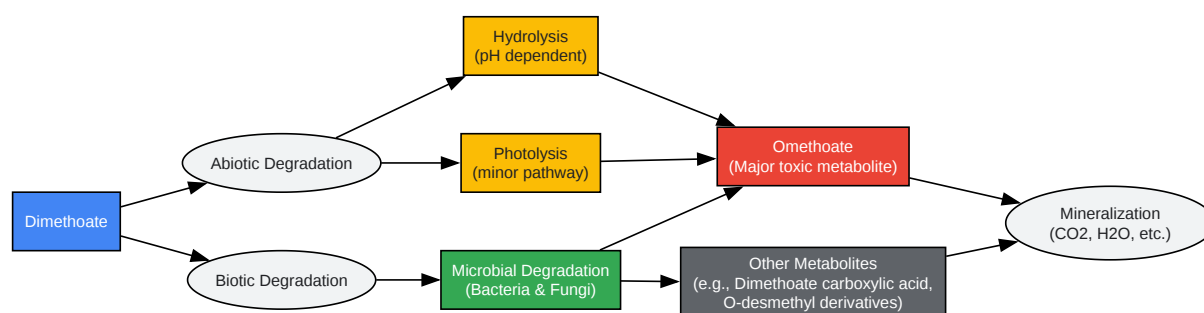 Hydrolysis
(pH dependent)
Photolysis
(minor pathway)
Omethoate
(Major toxic metabolite)
Abiotic Degradation
Dimethoate
Mineralization
(CO2, H2O, etc.)
Biotic Degradation
Microbial Degradation
(Bacteria & Fungi)
Other Metabolites
(e.g., Dimethoate carboxylic acid,
O-desmethyl derivatives)